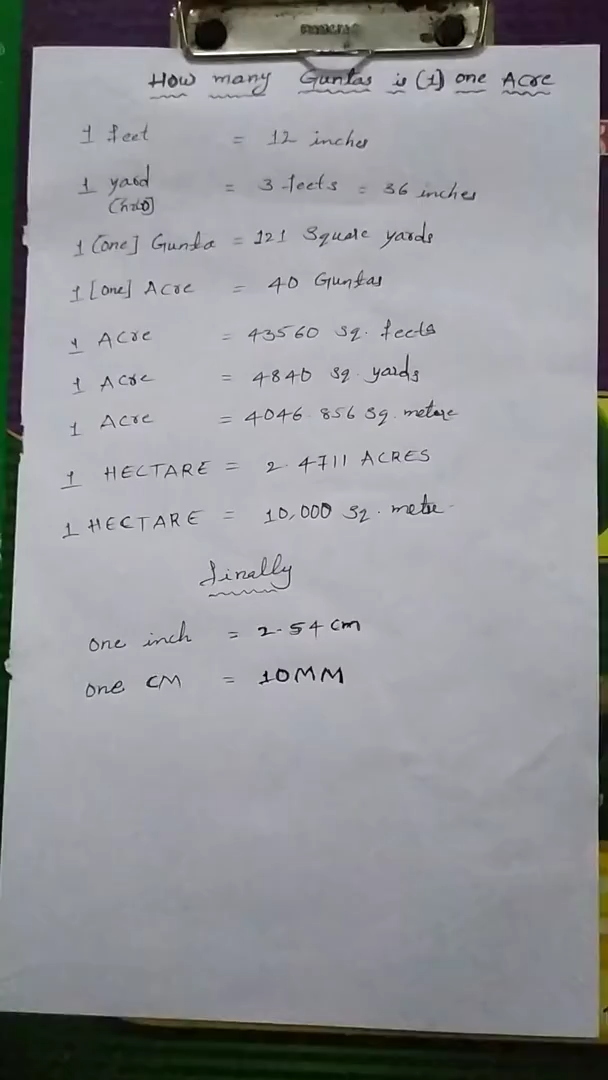 How many Guntas is (1) one Acre
1 feet = 12 inches
1 yard = 3 feets = 36 inches
1 [one] Gunta = 121 Square yards
1 [one] Acre = 40 Guntas
1 Acre = 43560 Sq. feets
1 Acre = 4840 Sq. yards
1 Acre = 4046.856 Sq. metere
1 HECTARE = 2.4711 ACRES
1 HECTARE = 10,000 Sq. metre
finally
one inch = 2.54 cm
one CM = 10MM